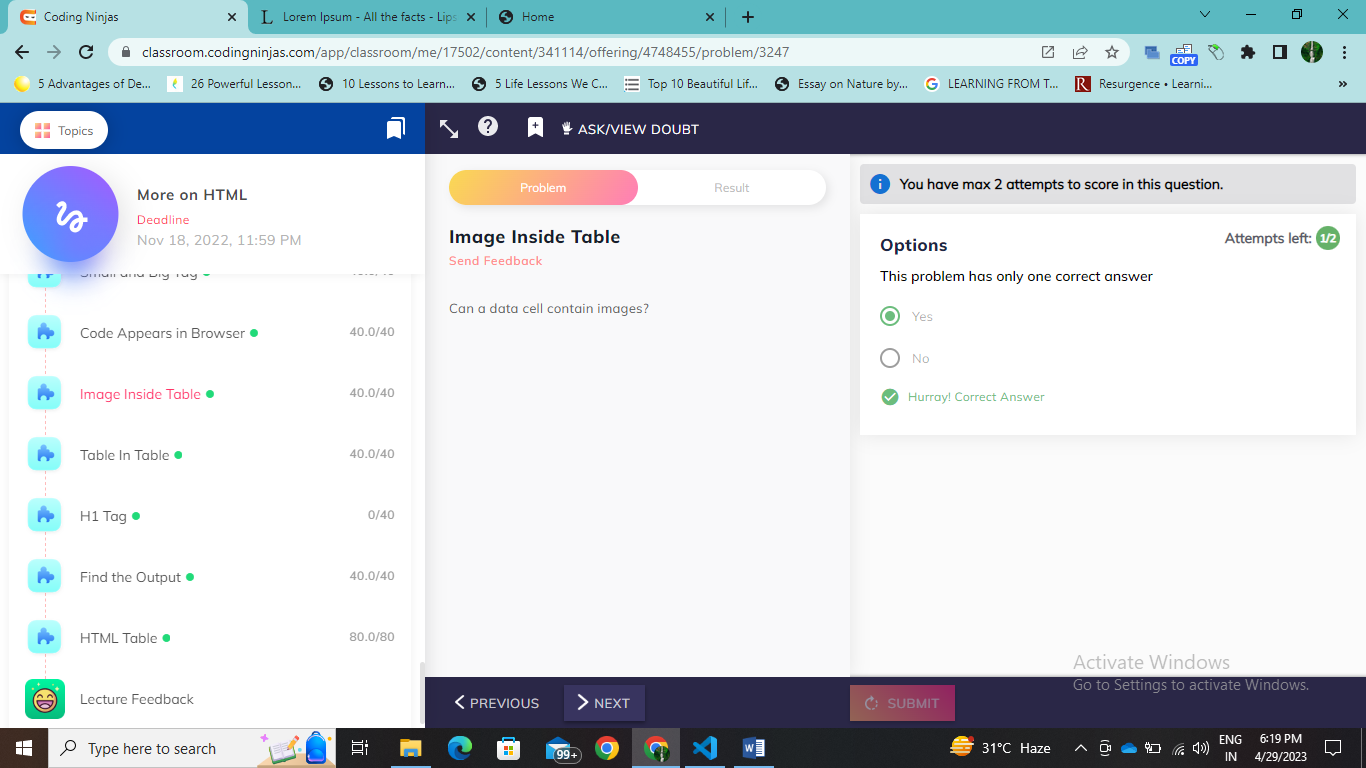 Coding Ninjas
Lorem Ipsum - All the facts - Lips
Home
classroom.codingninjas.com/app/classroom/me/17502/content/341114/offering/4748455/problem/3247
COPY
5 Advantages of De...
26 Powerful Lesson...
10 Lessons to Learn...
5 Life Lessons We C...
Top 10 Beautiful Lif...
Essay on Nature by...
LEARNING FROM T...
Resurgence • Learni...
Topics
ASK/VIEW DOUBT
More on HTML
Deadline
Nov 18, 2022, 11:59 PM
Small and Big Tag
Code Appears in Browser
40.0/40
Image Inside Table
40.0/40
Table In Table
40.0/40
H1 Tag
0/40
Find the Output
40.0/40
HTML Table
80.0/80
Lecture Feedback
Problem
Result
Image Inside Table
Send Feedback
Can a data cell contain images?
PREVIOUS
NEXT
You have max 2 attempts to score in this question.
Options
Attempts left: 1/2
This problem has only one correct answer
Yes
No
Hurray! Correct Answer
SUBMIT
Activate Windows
Go to Settings to activate Windows.
Type here to search
99+
31°C Haze
ENG
IN
6:19 PM
4/29/2023